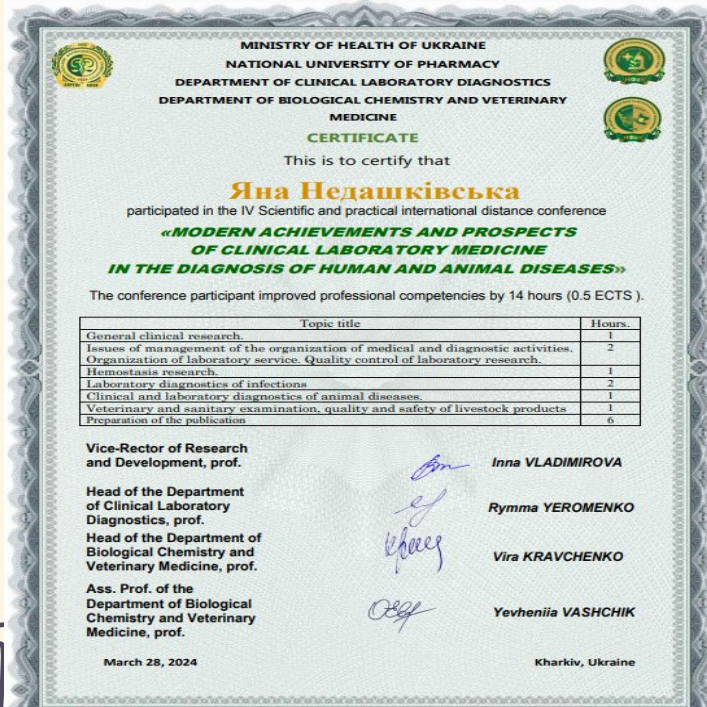 MINISTRY OF HEALTH OF UKRAINE
NATIONAL UNIVERSITY OF PHARMACY
DEPARTMENT OF CLINICAL LABORATORY DIAGNOSTICS
DEPARTMENT OF BIOLOGICAL CHEMISTRY AND VETERINARY
MEDICINE
CERTIFICATE
This is to certify that
Яна Недашківська
participated in the IV Scientific and practical international distance conference
«MODERN ACHIEVEMENTS AND PROSPECTS
OF CLINICAL LABORATORY MEDICINE
IN THE DIAGNOSIS OF HUMAN AND ANIMAL DISEASES»
The conference participant improved professional competencies by 14 hours (0.5 ECTS ).
Topic title Hours.
General clinical research. 1
Issues of management of the organization of medical and diagnostic activities. 2
Organization of laboratory service. Quality control of laboratory research.
Hemostasis research. 1
Laboratory diagnostics of infections 2
Clinical and laboratory diagnostics of animal diseases. 1
Veterinary and sanitary examination, quality and safety of livestock products 1
Preparation of the publication 6
Vice-Rector of Research
and Development, prof. Inna VLADIMIROVA
Head of the Department
of Clinical Laboratory
Diagnostics, prof. Rymma YEROMENKO
Head of the Department of
Biological Chemistry and
Veterinary Medicine, prof. Vira KRAVCHENKO
Ass. Prof. of the
Department of Biological
Chemistry and Veterinary
Medicine, prof. Yevheniia VASHCHIK
March 28, 2024 Kharkiv, Ukraine